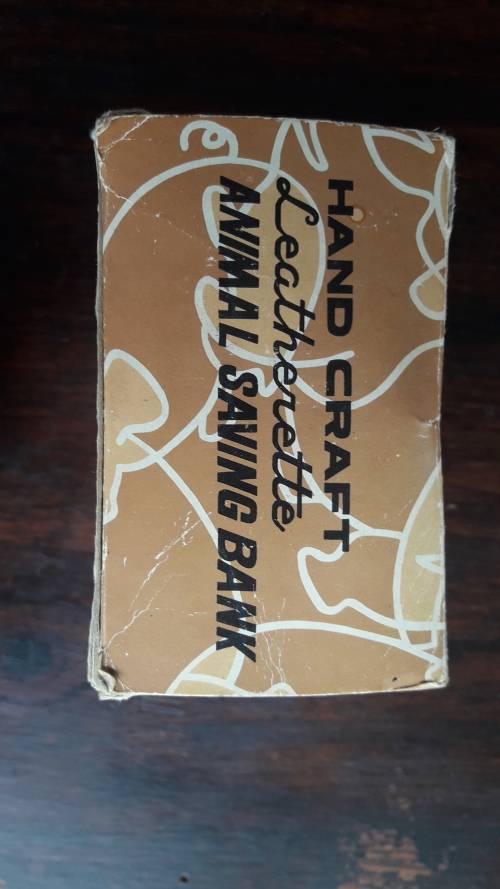 HAND CRAFT
Leatherette
ANIMAL SAVING BANK